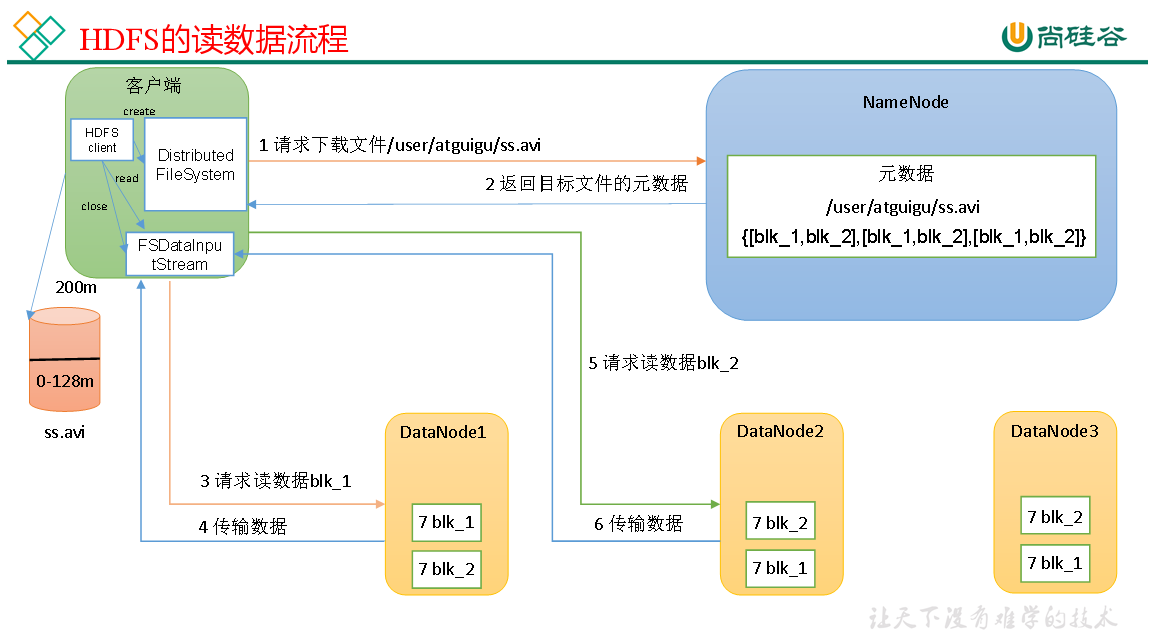 HDFS的读数据流程
尚硅谷
客户端
create
HDFS
client
Distributed
FileSystem
read
close
FSDataInpu
tStream
1 请求下载文件/user/atguigu/ss.avi
2 返回目标文件的元数据
NameNode
元数据
/user/atguigu/ss.avi
{[blk_1,blk_2],[blk_1,blk_2],[blk_1,blk_2]}
200m
0-128m
ss.avi
5 请求读数据blk_2
3 请求读数据blk_1
4 传输数据
6 传输数据
DataNode1
7 blk_1
7 blk_2
DataNode2
7 blk_2
7 blk_1
DataNode3
7 blk_2
7 blk_1
让天下没有难学的技术